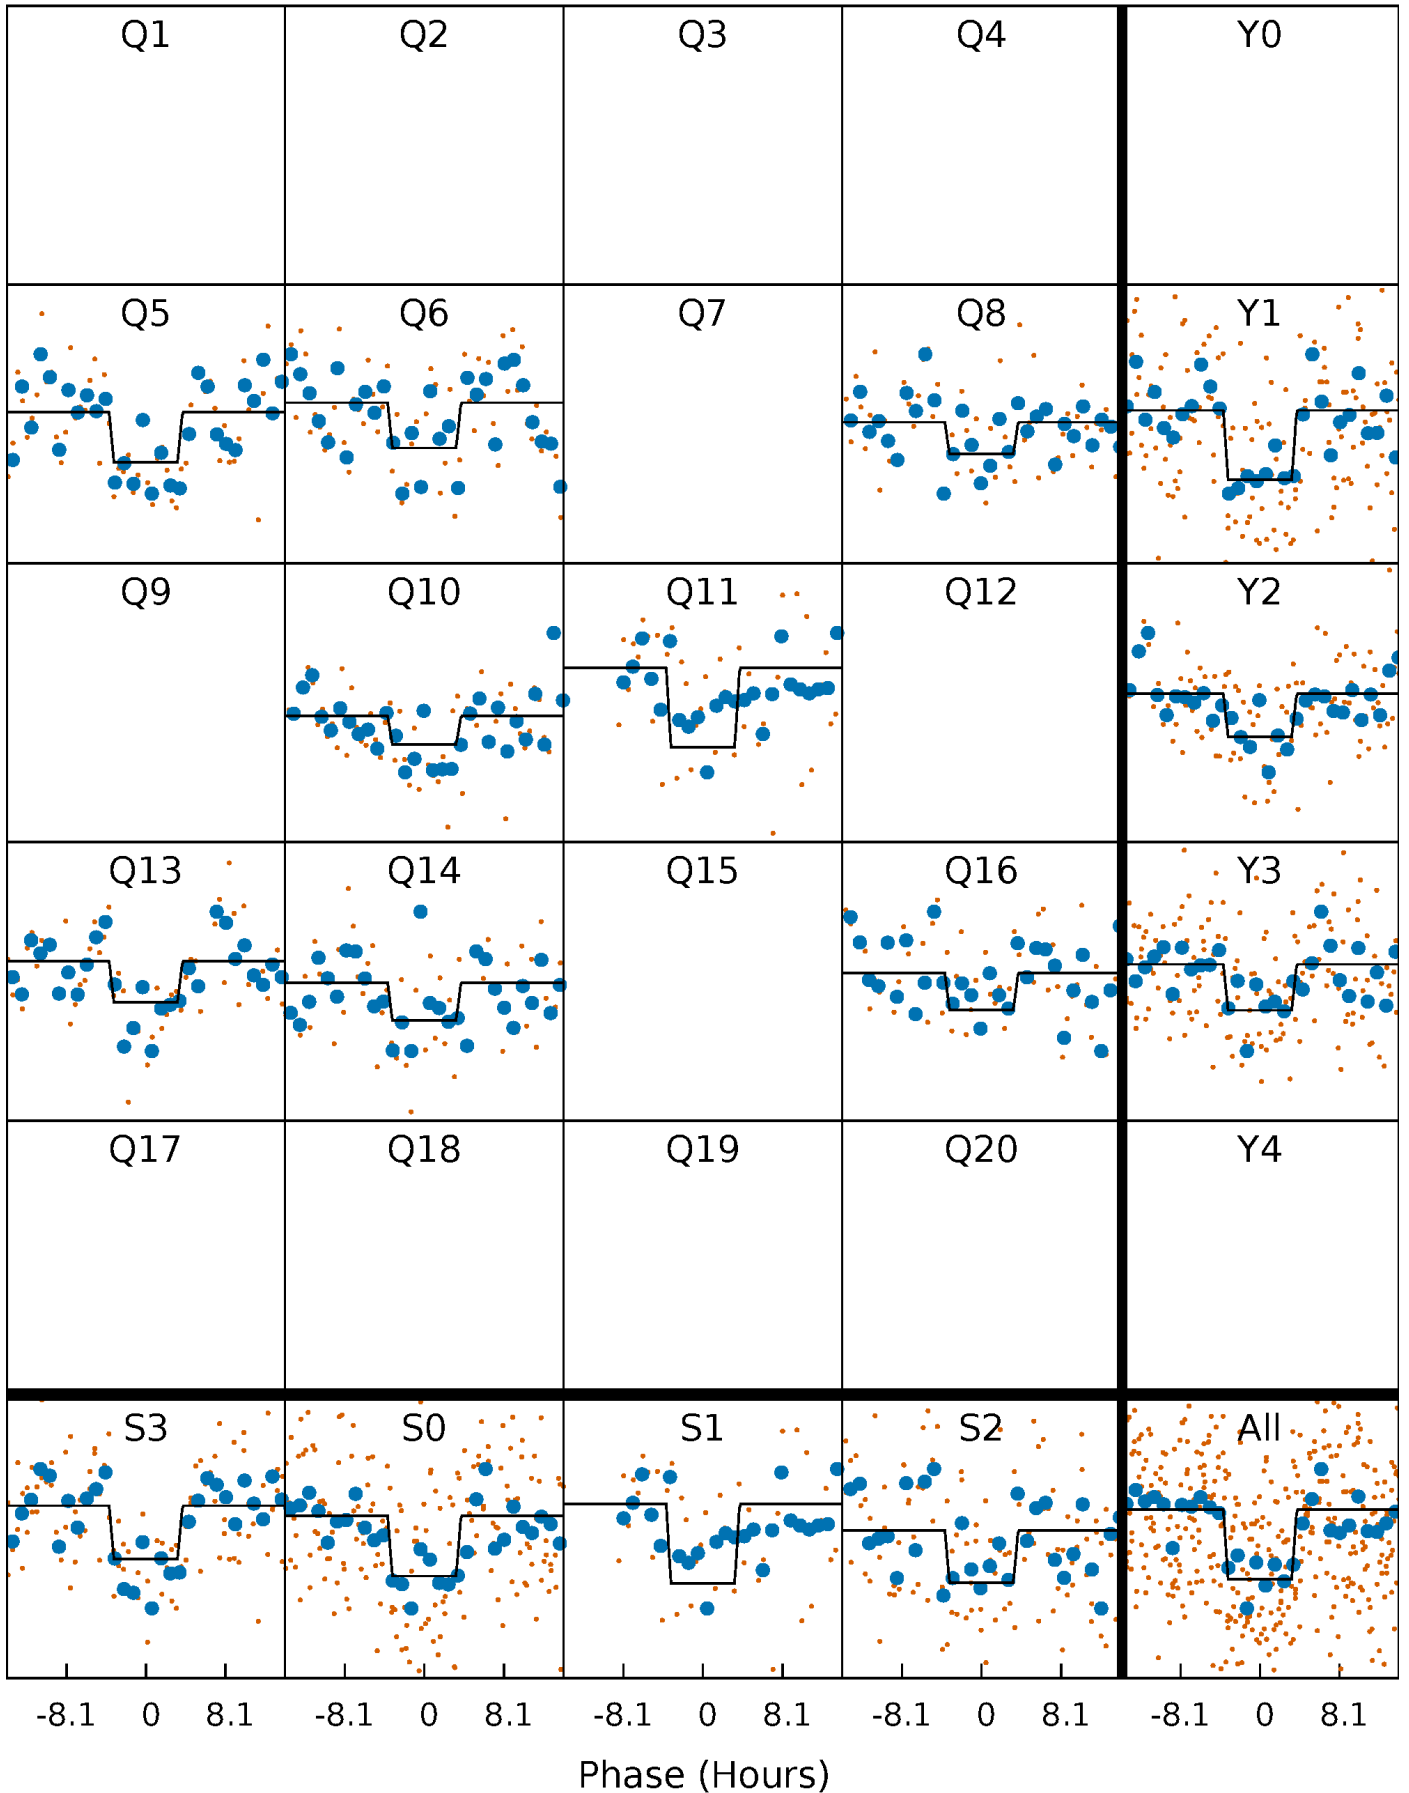 Q1 Q2 Q3 Q4 Y0
Q5 Q6 Q7 Q8 Y1
Q9 Q10 Q11 Q12 Y2
Q13 Q14 Q15 Q16 Y3
Q17 Q18 Q19 Q20 Y4
S3 S0 S1 S2 All
-8.1 0 8.1 -8.1 0 8.1 -8.1 0 8.1 -8.1 0 8.1 -8.1 0 8.1
Phase (Hours)